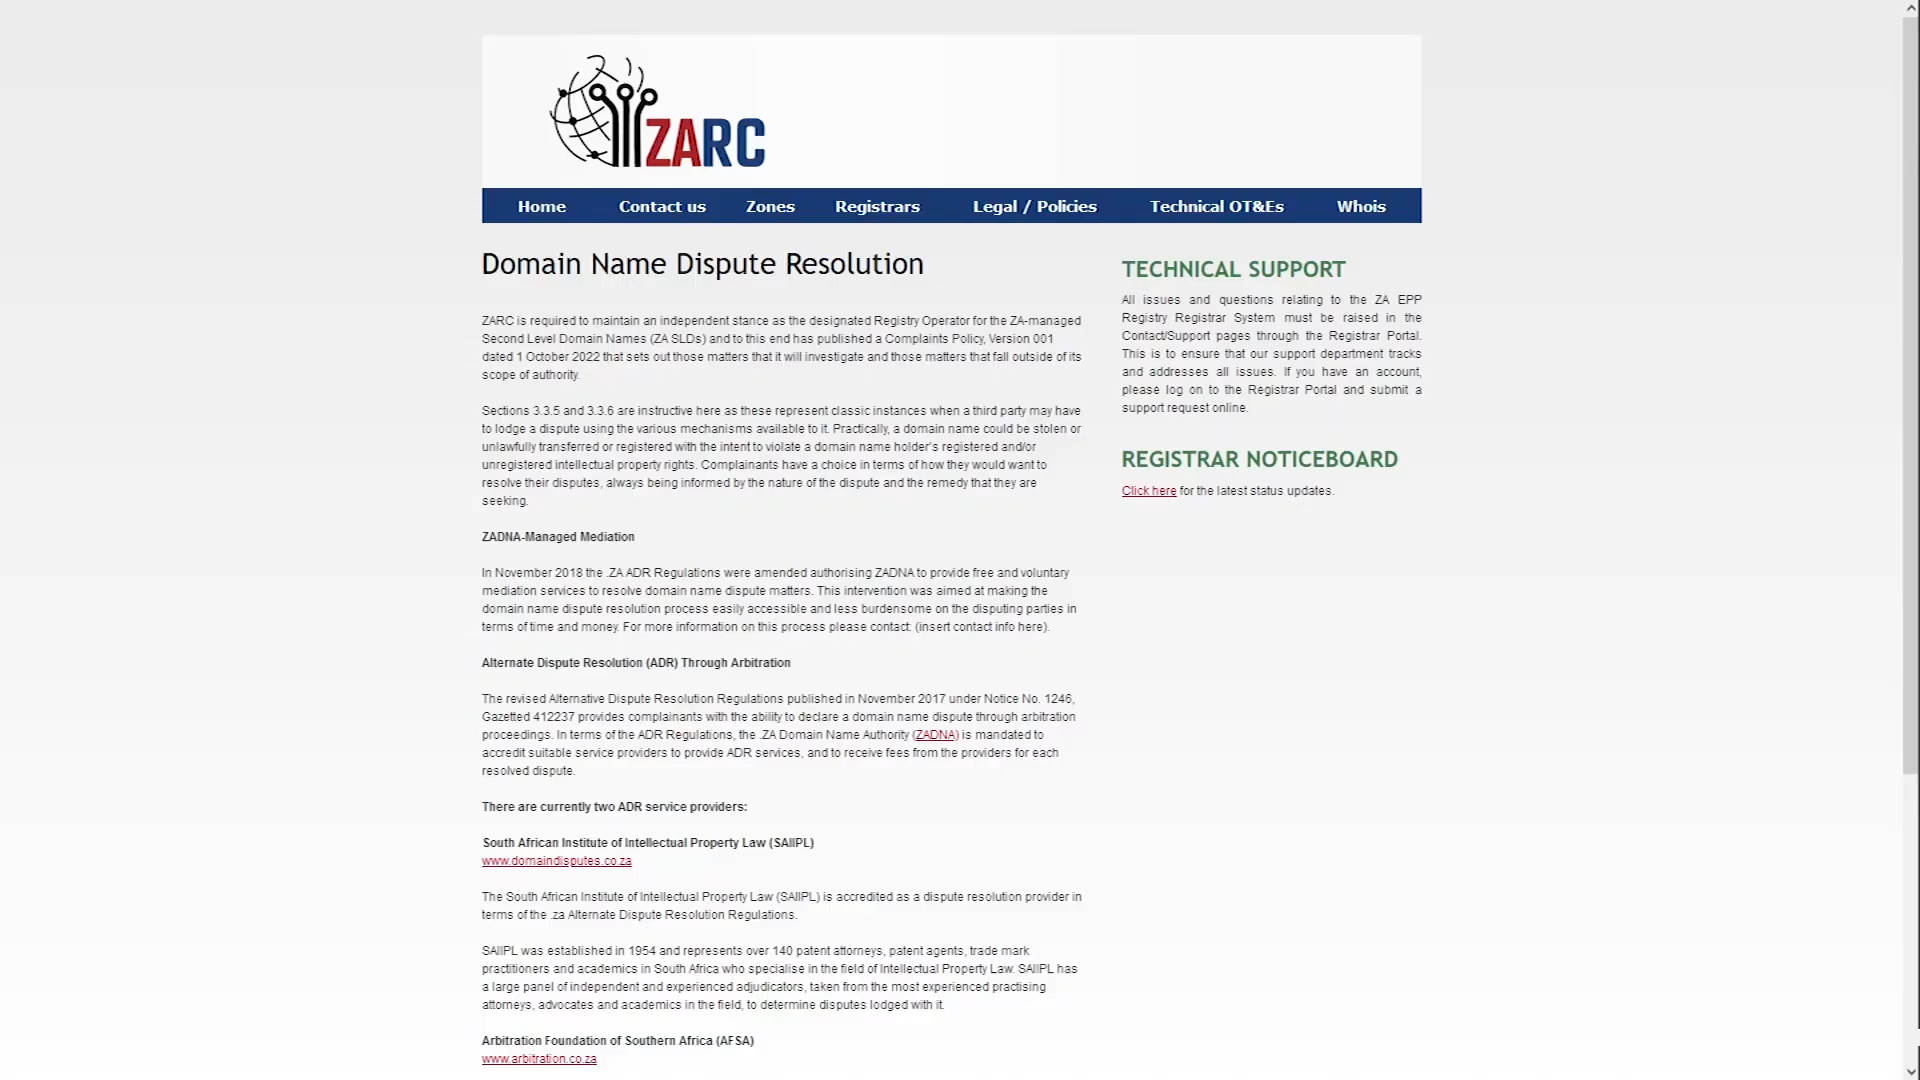 ZARC
Home Contact us Zones Registrars Legal / Policies Technical OT&Es Whois
Domain Name Dispute Resolution
ZARC is required to maintain an independent stance as the designated Registry Operator for the ZA-managed
Second Level Domain Names (ZA SLDs) and to this end has published a Complaints Policy, Version 001
dated 1 October 2022 that sets out those matters that it will investigate and those matters that fall outside of its
scope of authority.
Sections 3.3.5 and 3.3.6 are instructive here as these represent classic instances when a third party may have
to lodge a dispute using the various mechanisms available to it. Practically, a domain name could be stolen or
unlawfully transferred or registered with the intent to violate a domain name holder's registered and/or
unregistered intellectual property rights. Complainants have a choice in terms of how they would want to
resolve their disputes, always being informed by the nature of the dispute and the remedy that they are
seeking.
ZADNA-Managed Mediation
In November 2018 the .ZA ADR Regulations were amended authorising ZADNA to provide free and voluntary
mediation services to resolve domain name dispute matters. This intervention was aimed at making the
domain name dispute resolution process easily accessible and less burdensome on the disputing parties in
terms of time and money. For more information on this process please contact: (insert contact info here).
Alternate Dispute Resolution (ADR) Through Arbitration
The revised Alternative Dispute Resolution Regulations published in November 2017 under Notice No. 1246,
Gazetted 412237 provides complainants with the ability to declare a domain name dispute through arbitration
proceedings. In terms of the ADR Regulations, the .ZA Domain Name Authority (ZADNA) is mandated to
accredit suitable service providers to provide ADR services, and to receive fees from the providers for each
resolved dispute.
There are currently two ADR service providers:
South African Institute of Intellectual Property Law (SAIIPL)
www.domaindisputes.co.za
The South African Institute of Intellectual Property Law (SAIIPL) is accredited as a dispute resolution provider in
terms of the .za Alternate Dispute Resolution Regulations.
SAIIPL was established in 1954 and represents over 140 patent attorneys, patent agents, trade mark
practitioners and academics in South Africa who specialise in the field of Intellectual Property Law. SAIIPL has
a large panel of independent and experienced adjudicators, taken from the most experienced practising
attorneys, advocates and academics in the field, to determine disputes lodged with it.
Arbitration Foundation of Southern Africa (AFSA)
www.arbitration.co.za
TECHNICAL SUPPORT
All issues and questions relating to the ZA EPP
Registry Registrar System must be raised in the
Contact/Support pages through the Registrar Portal.
This is to ensure that our support department tracks
and addresses all issues. If you have an account,
please log on to the Registrar Portal and submit a
support request online.
REGISTRAR NOTICEBOARD
Click here for the latest status updates.